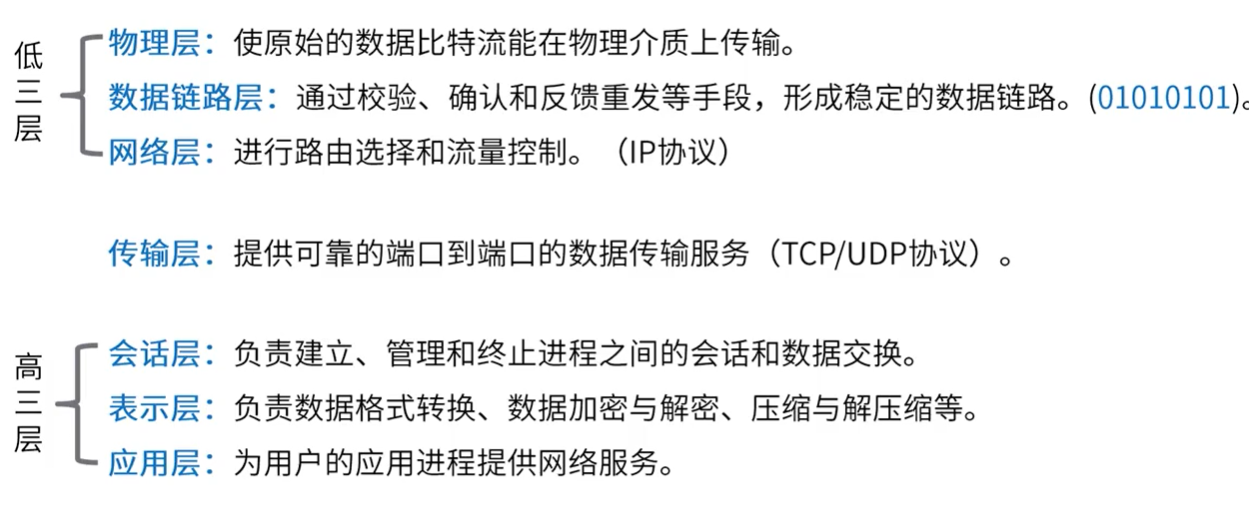 低三层
物理层：使原始的数据比特流能在物理介质上传输。
数据链路层：通过校验、确认和反馈重发等手段，形成稳定的数据链路。(01010101)。
网络层：进行路由选择和流量控制。（IP协议）
传输层：提供可靠的端口到端口的数据传输服务（TCP/UDP协议）。
高三层
会话层：负责建立、管理和终止进程之间的会话和数据交换。
表示层：负责数据格式转换、数据加密与解密、压缩与解压缩等。
应用层：为用户的应用进程提供网络服务。